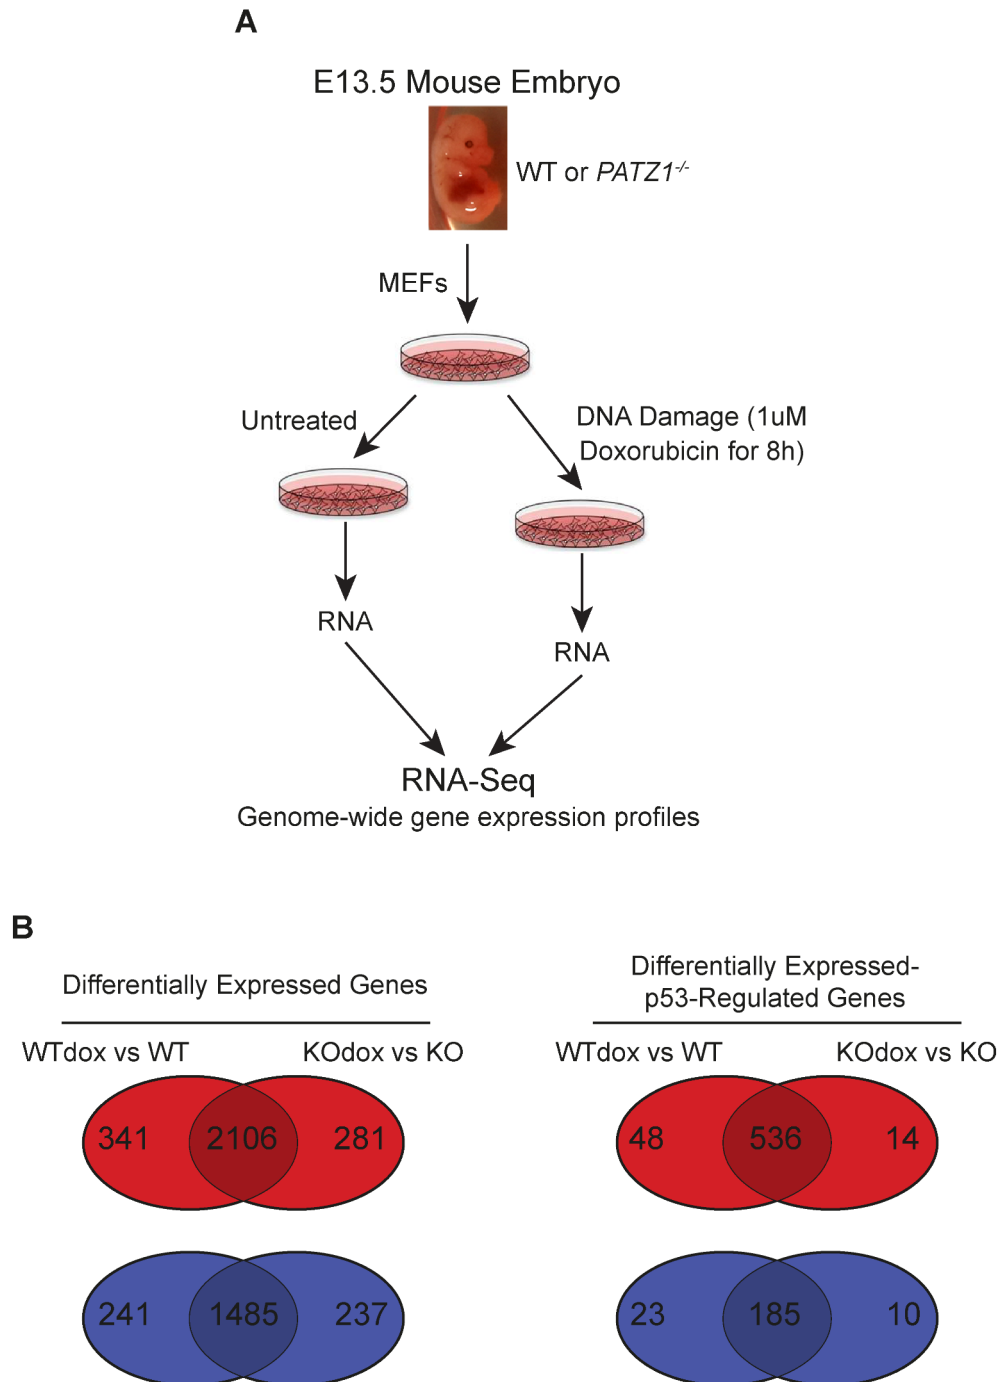 A
E13.5 Mouse Embryo
WT or PATZ1-/-
MEFs
Untreated
DNA Damage (1uM
Doxorubicin for 8h)
RNA
RNA
RNA-Seq
Genome-wide gene expression profiles
B
Differentially Expressed Genes
WTdox vs WT KOdox vs KO
341 2106 281
241 1485 237
Differentially Expressed-
p53-Regulated Genes
WTdox vs WT KOdox vs KO
48 536 14
23 185 10